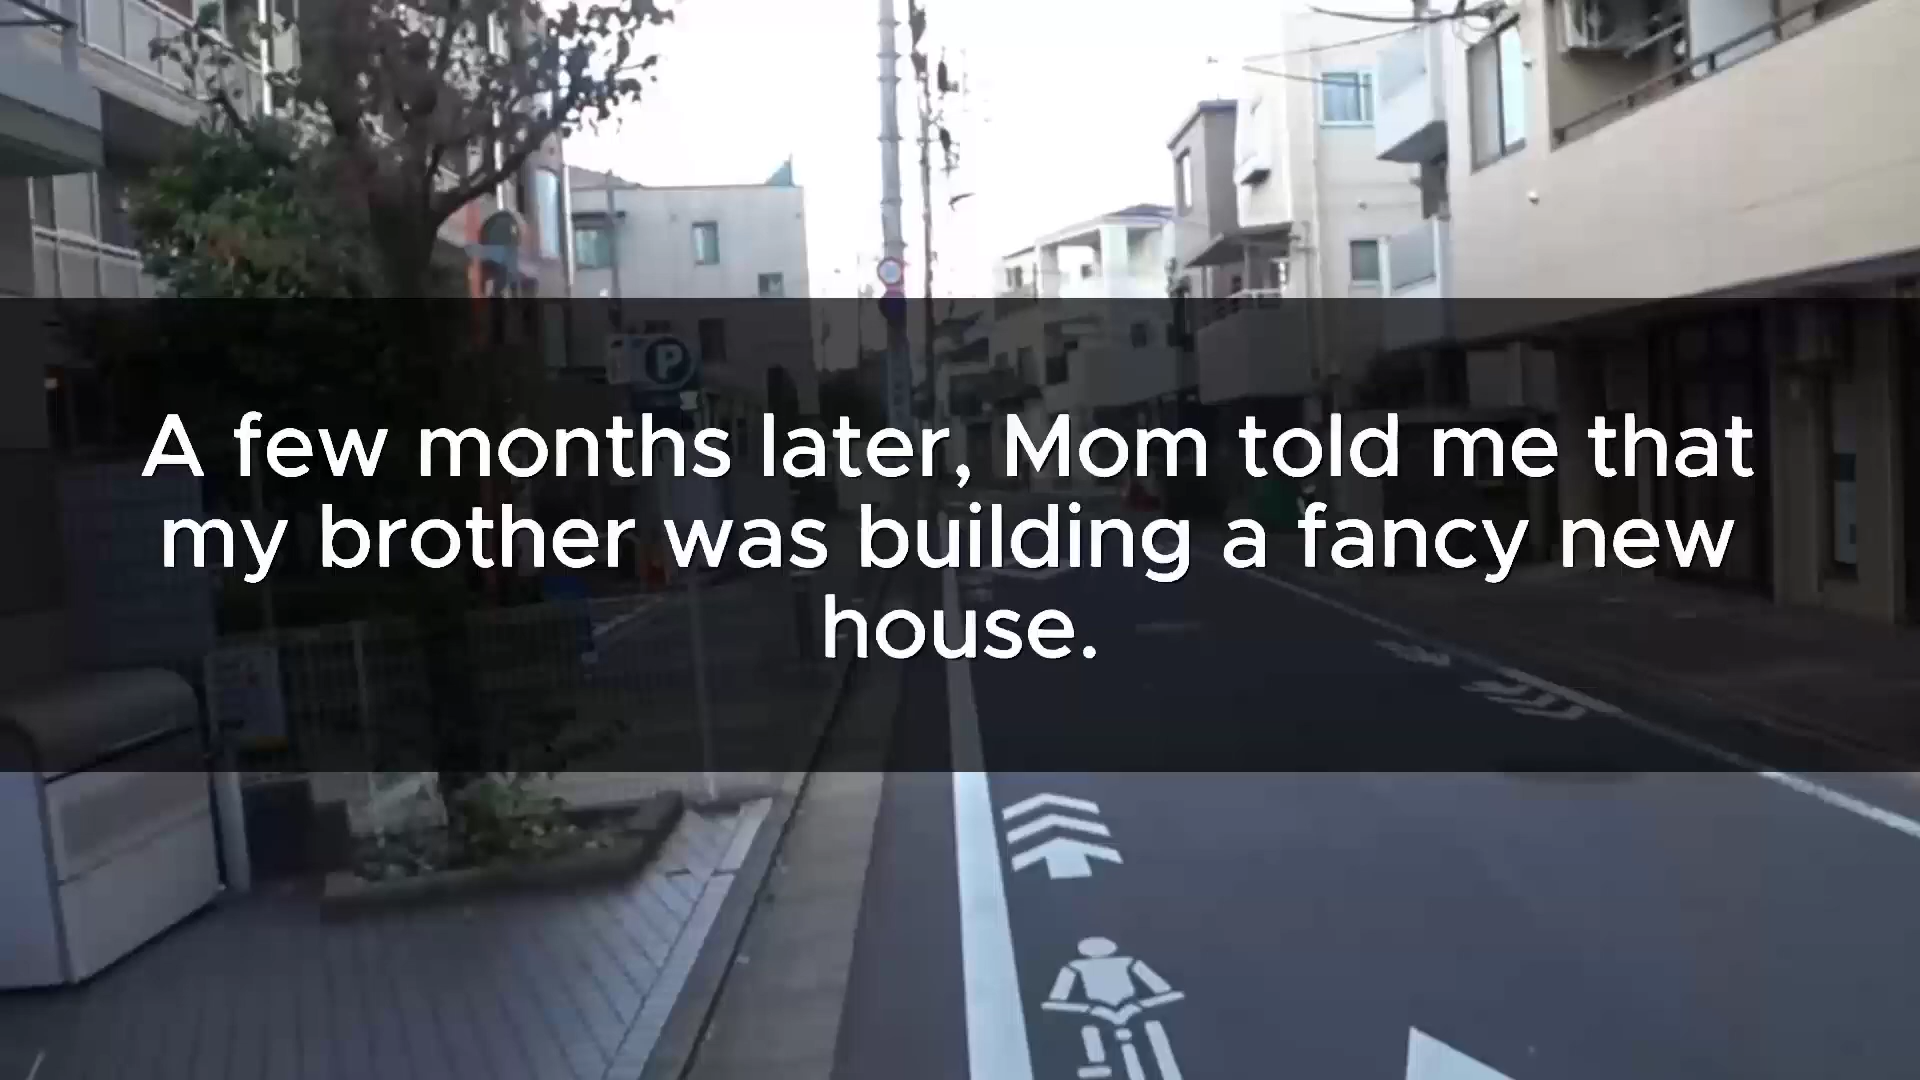 P
A few months later, Mom told me that
my brother was building a fancy new
house.